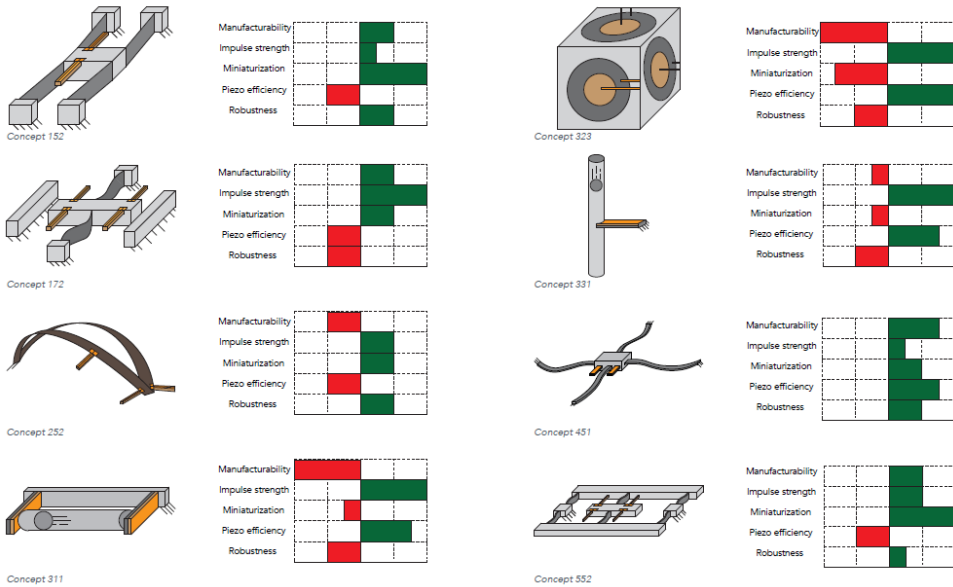 Manufacturability
Impulse strength
Miniaturization
Piezo efficiency
Robustness
Concept 152
Manufacturability
Impulse strength
Miniaturization
Piezo efficiency
Robustness
Concept 323
Manufacturability
Impulse strength
Miniaturization
Piezo efficiency
Robustness
Concept 172
Manufacturability
Impulse strength
Miniaturization
Piezo efficiency
Robustness
Concept 331
Manufacturability
Impulse strength
Miniaturization
Piezo efficiency
Robustness
Concept 252
Manufacturability
Impulse strength
Miniaturization
Piezo efficiency
Robustness
Concept 451
Manufacturability
Impulse strength
Miniaturization
Piezo efficiency
Robustness
Concept 311
Manufacturability
Impulse strength
Miniaturization
Piezo efficiency
Robustness
Concept 552